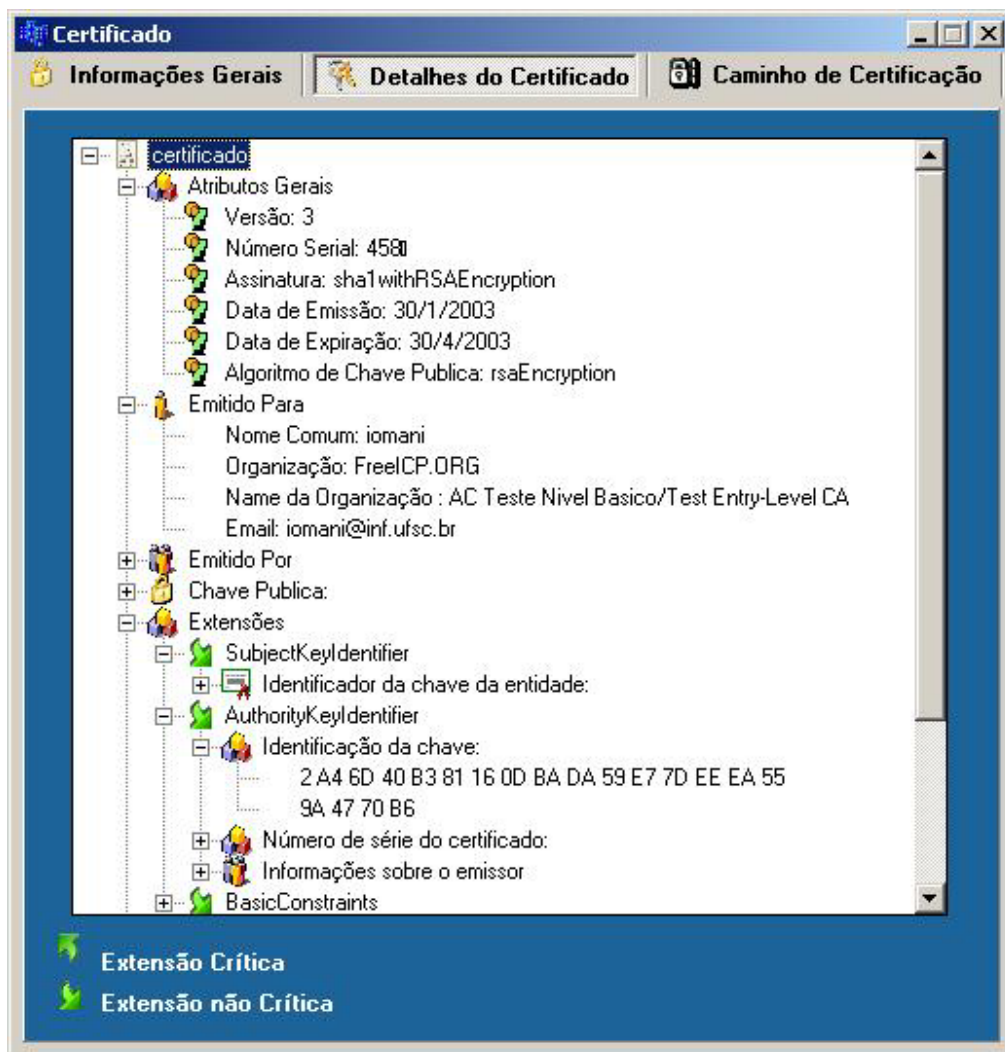 Certificado
Informações Gerais
Detalhes do Certificado
Caminho de Certificação
certificado
Atributos Gerais
Versão: 3
Número Serial: 458
Assinatura: sha1withRSAEncryption
Data de Emissão: 30/1/2003
Data de Expiração: 30/4/2003
Algoritmo de Chave Publica: rsaEncryption
Emitido Para
Nome Comum: iomani
Organização: FreeICP.ORG
Name da Organização : AC Teste Nivel Basico/Test Entry-Level CA
Email: iomani@inf.ufsc.br
Emitido Por
Chave Publica:
Extensões
SubjectKeyIdentifier
Identificador da chave da entidade:
AuthorityKeyIdentifier
Identificação da chave:
2 A4 6D 40 B3 81 16 0D BA DA 59 E7 7D EE EA 55
9A 47 70 B6
Número de série do certificado:
Informações sobre o emissor
BasicConstraints
Extensão Crítica
Extensão não Crítica